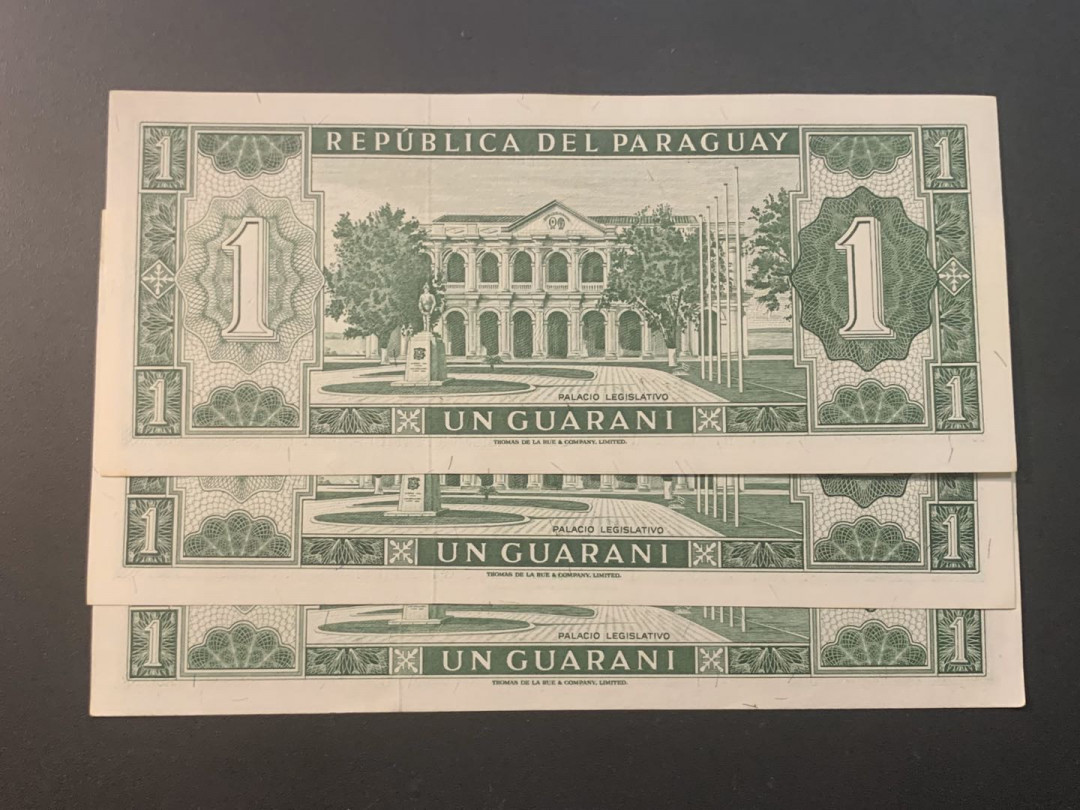 1 REPÚBLICA DEL PARAGUAY 1
1 1
PALACIO LEGISLATIVO
1 UN GUARANI 1
THOMAS DE LA RUE & COMPANY, LIMITED.
PALACIO LEGISLATIVO
1 UN GUARANI 1
THOMAS DE LA RUE & COMPANY, LIMITED.
PALACIO LEGISLATIVO
1 UN GUARANI 1
THOMAS DE LA RUE & COMPANY, LIMITED.